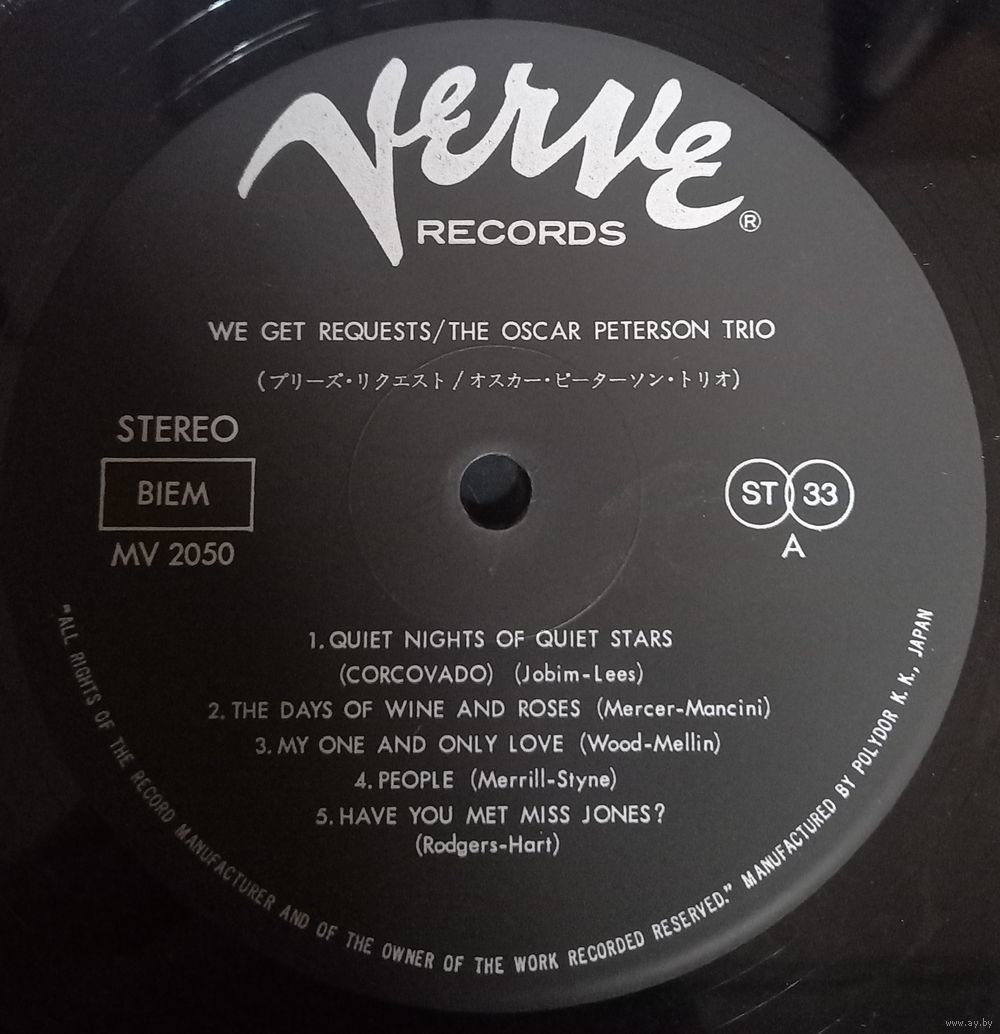 Verve
RECORDS ®
WE GET REQUESTS/THE OSCAR PETERSON TRIO
(プリーズ・リクエスト/オスカー・ピーターソン・トリオ)
STEREO
BIEM
MV 2050
ST 33
A
1. QUIET NIGHTS OF QUIET STARS
(CORCOVADO) (Jobim-Lees)
2. THE DAYS OF WINE AND ROSES (Mercer-Mancini)
3. MY ONE AND ONLY LOVE (Wood-Mellin)
4. PEOPLE (Merrill-Styne)
5. HAVE YOU MET MISS JONES?
(Rodgers-Hart)
"ALL RIGHTS OF THE RECORD MANUFACTURER AND OF THE OWNER OF THE WORK RECORDED RESERVED." MANUFACTURED BY POLYDOR K. K., JAPAN
www.ay.by